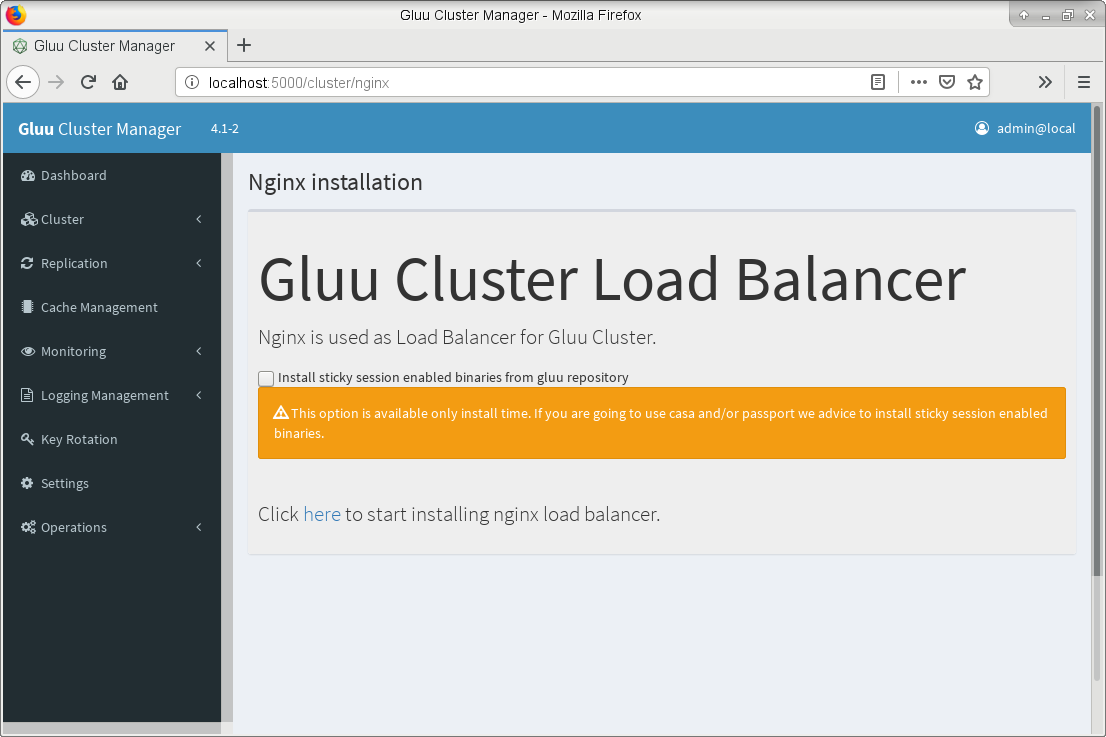 Gluu Cluster Manager - Mozilla Firefox
Gluu Cluster Manager
localhost:5000/cluster/nginx
Gluu Cluster Manager 4.1-2 admin@local
Dashboard
Cluster
Replication
Cache Management
Monitoring
Logging Management
Key Rotation
Settings
Operations
Nginx installation
Gluu Cluster Load Balancer
Nginx is used as Load Balancer for Gluu Cluster.
Install sticky session enabled binaries from gluu repository
This option is available only install time. If you are going to use casa and/or passport we advice to install sticky session enabled
binaries.
Click here to start installing nginx load balancer.